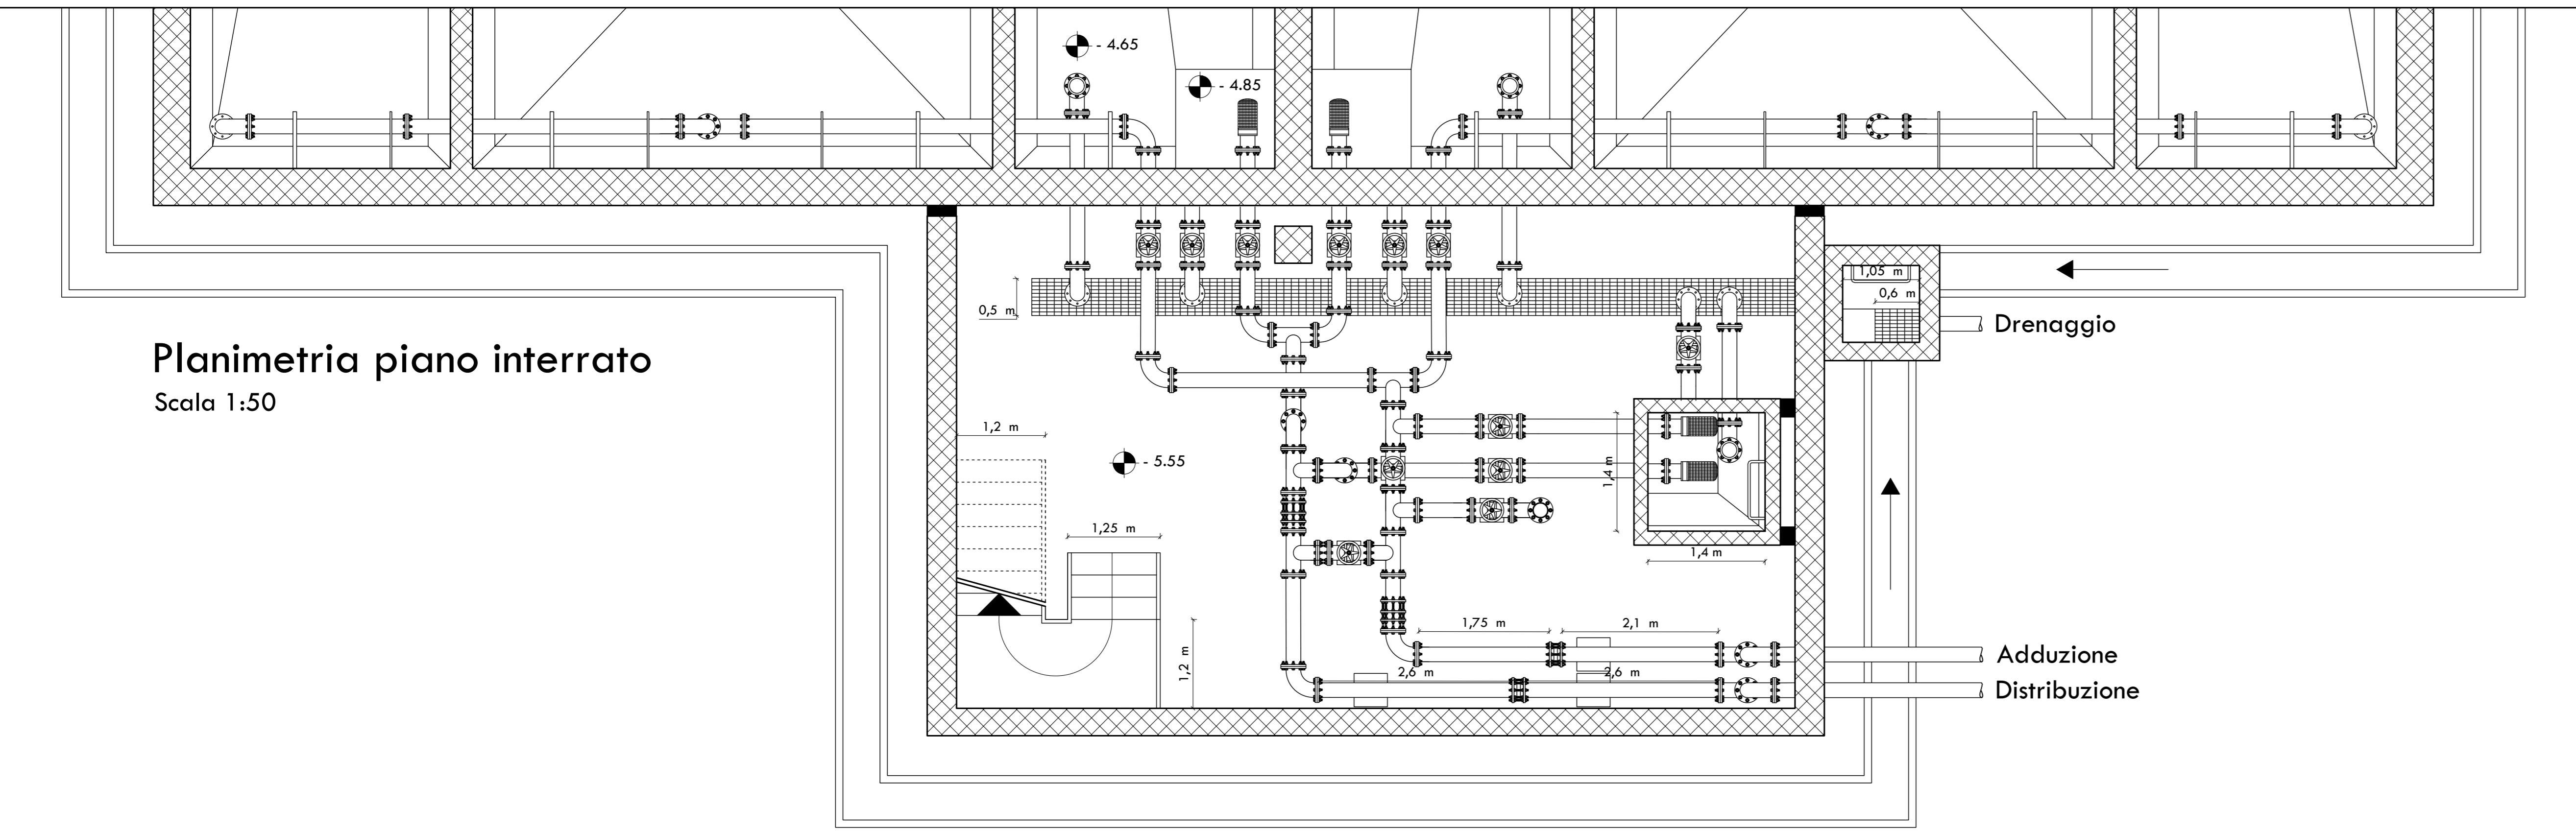 - 4.65
- 4.85
1,05 m
0,6 m
0,5 m
Drenaggio
Planimetria piano interrato
Scala 1:50
1,2 m
- 5.55
1,4 m
1,25 m
1,4 m
1,75 m
2,1 m
1,2 m
Adduzione
2,6 m
2,6 m
Distribuzione